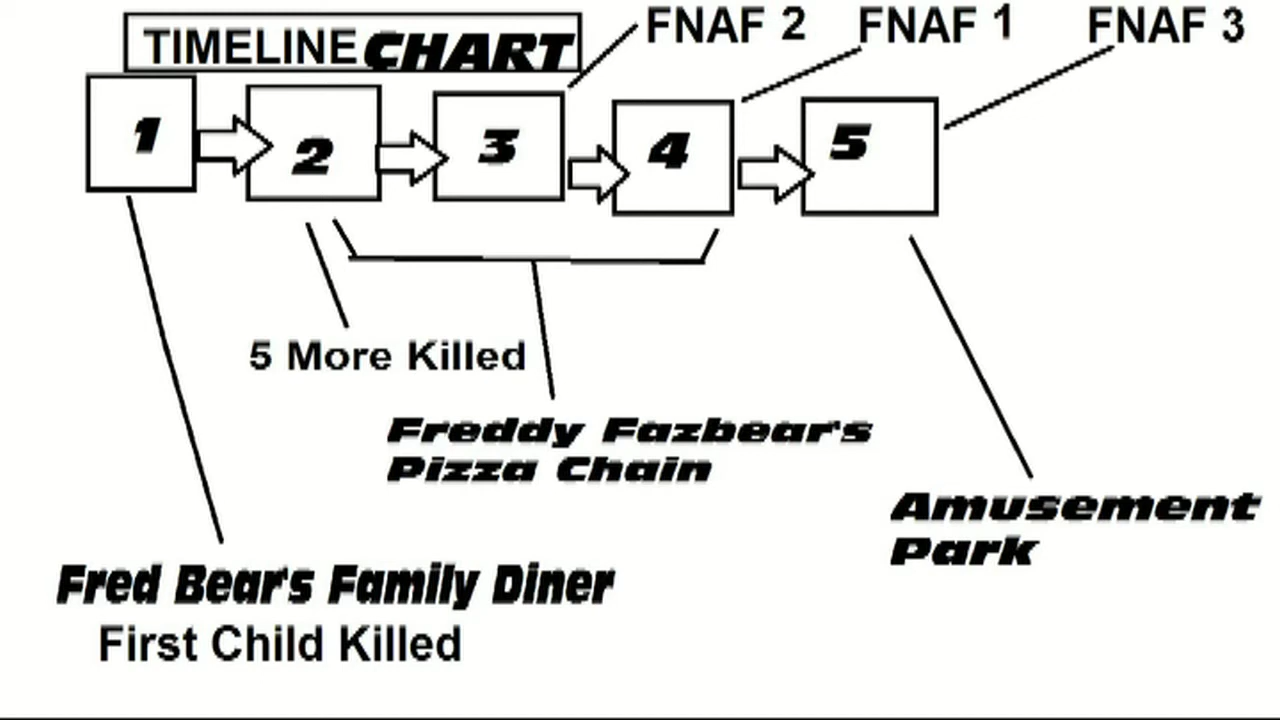 FNAF 2 FNAF 1 FNAF 3
TIMELINE CHART
1 2 3 4 5
5 More Killed
Freddy Fazbear's
Pizza Chain
Amusement
Park
Fred Bear's Family Diner
First Child Killed